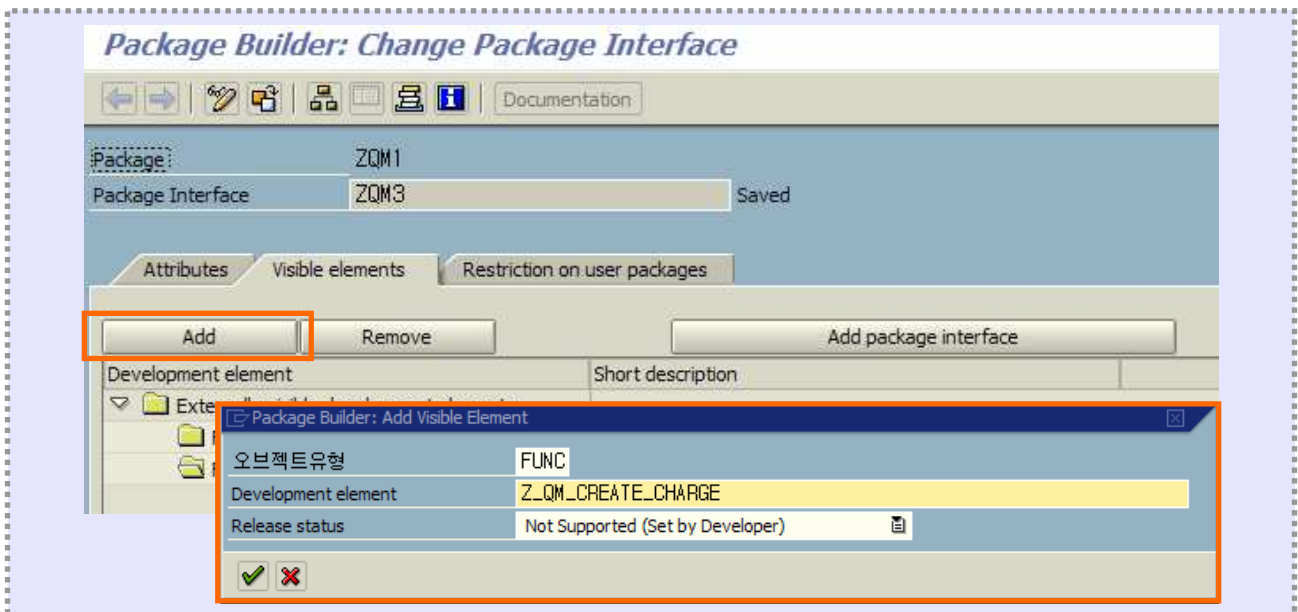 Package Builder: Change Package Interface
Documentation
Package ZQM1
Package Interface ZQM3 Saved
Attributes Visible elements Restriction on user packages
Add Remove Add package interface
Development element Short description
Package Builder: Add Visible Element
오브젝트유형 FUNC
Development element Z_QM_CREATE_CHARGE
Release status Not Supported (Set by Developer)